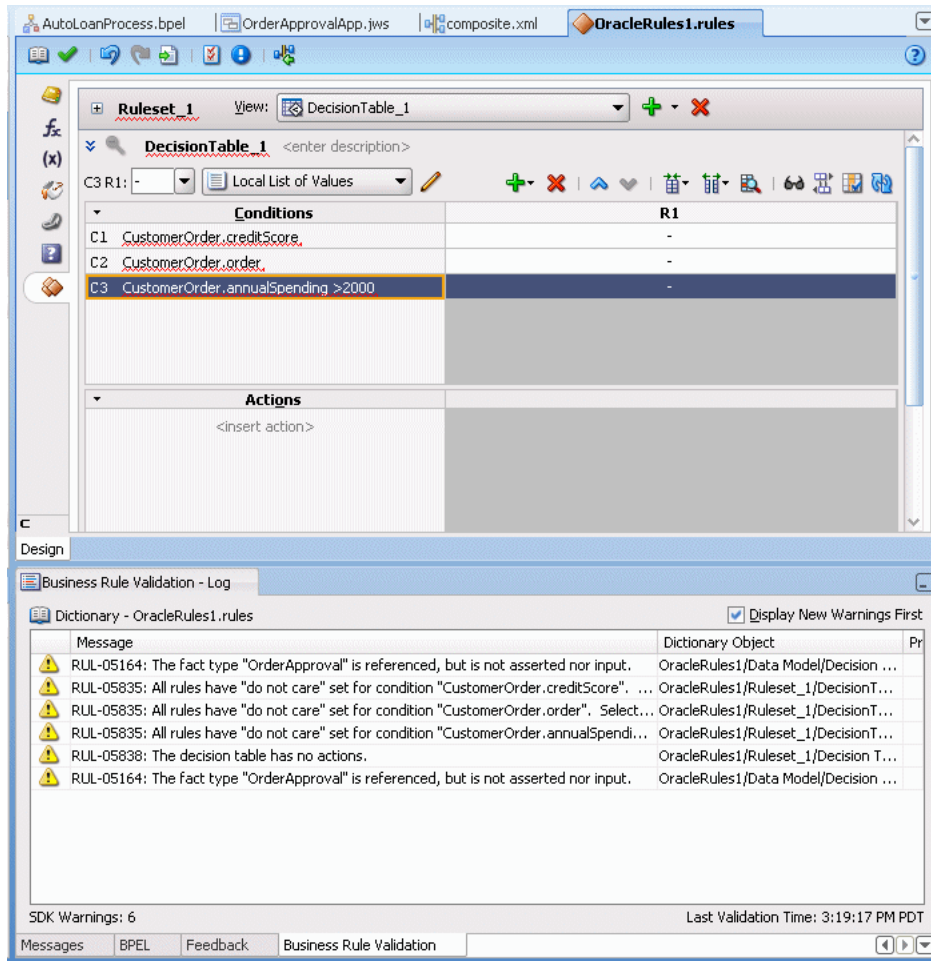 AutoLoanProcess.bpel OrderApprovalApp.jws composite.xml OracleRules1.rules
Ruleset_1 View: DecisionTable_1
DecisionTable_1 <enter description>
C3 R1: - Local List of Values
Conditions R1
C1 CustomerOrder.creditScore -
C2 CustomerOrder.order -
C3 CustomerOrder.annualSpending >2000 -
Actions
<insert action>
C
Design
Business Rule Validation - Log
Dictionary - OracleRules1.rules Display New Warnings First
Message Dictionary Object Pr
RUL-05164: The fact type "OrderApproval" is referenced, but is not asserted nor input. OracleRules1/Data Model/Decision ...
RUL-05835: All rules have "do not care" set for condition "CustomerOrder.creditScore". ... OracleRules1/Ruleset_1/DecisionT...
RUL-05835: All rules have "do not care" set for condition "CustomerOrder.order". Select... OracleRules1/Ruleset_1/DecisionT...
RUL-05835: All rules have "do not care" set for condition "CustomerOrder.annualSpendi... OracleRules1/Ruleset_1/DecisionT...
RUL-05838: The decision table has no actions. OracleRules1/Ruleset_1/Decision T...
RUL-05164: The fact type "OrderApproval" is referenced, but is not asserted nor input. OracleRules1/Data Model/Decision ...
SDK Warnings: 6 Last Validation Time: 3:19:17 PM PDT
Messages BPEL Feedback Business Rule Validation